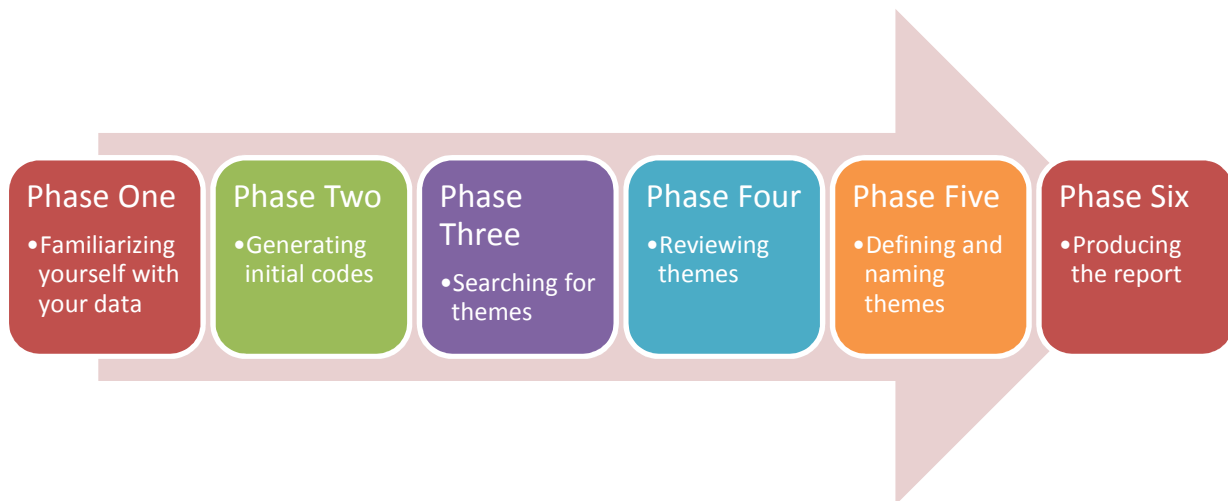 Phase One
•Familiarizing
yourself with
your data
Phase Two
•Generating
initial codes
Phase
Three
•Searching for
themes
Phase Four
•Reviewing
themes
Phase Five
•Defining and
naming
themes
Phase Six
•Producing
the report